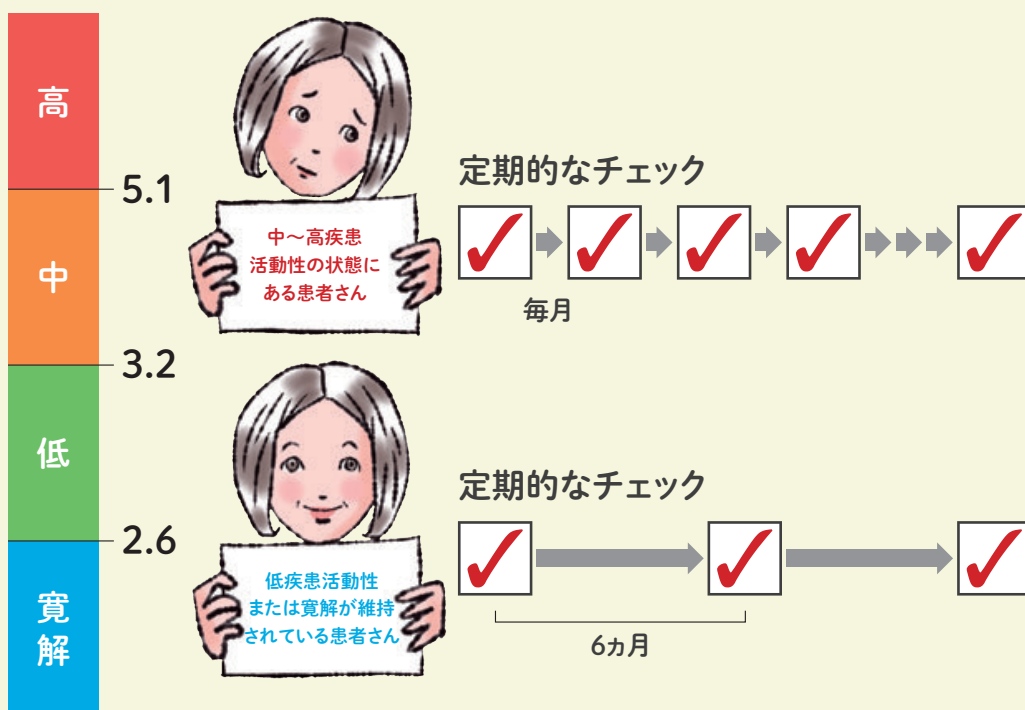 高
5.1
中
3.2
低
2.6
寛
解
中～高疾患
活動性の状態に
ある患者さん
定期的なチェック
毎月
低疾患活動性
または寛解が維持
されている患者さん
定期的なチェック
6ヵ月